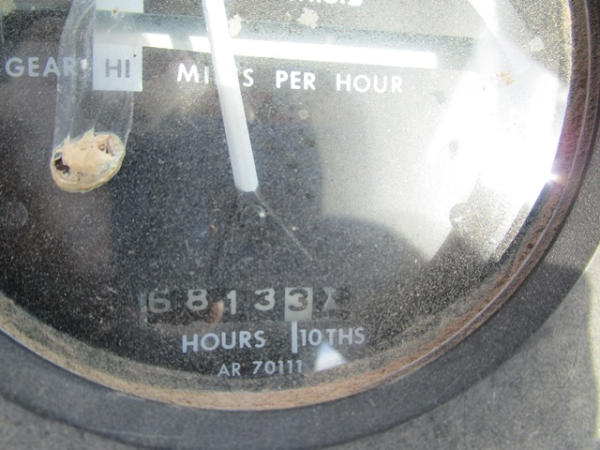 GEAR HI MILES PER HOUR
68133
HOURS 10THS
AR 70111